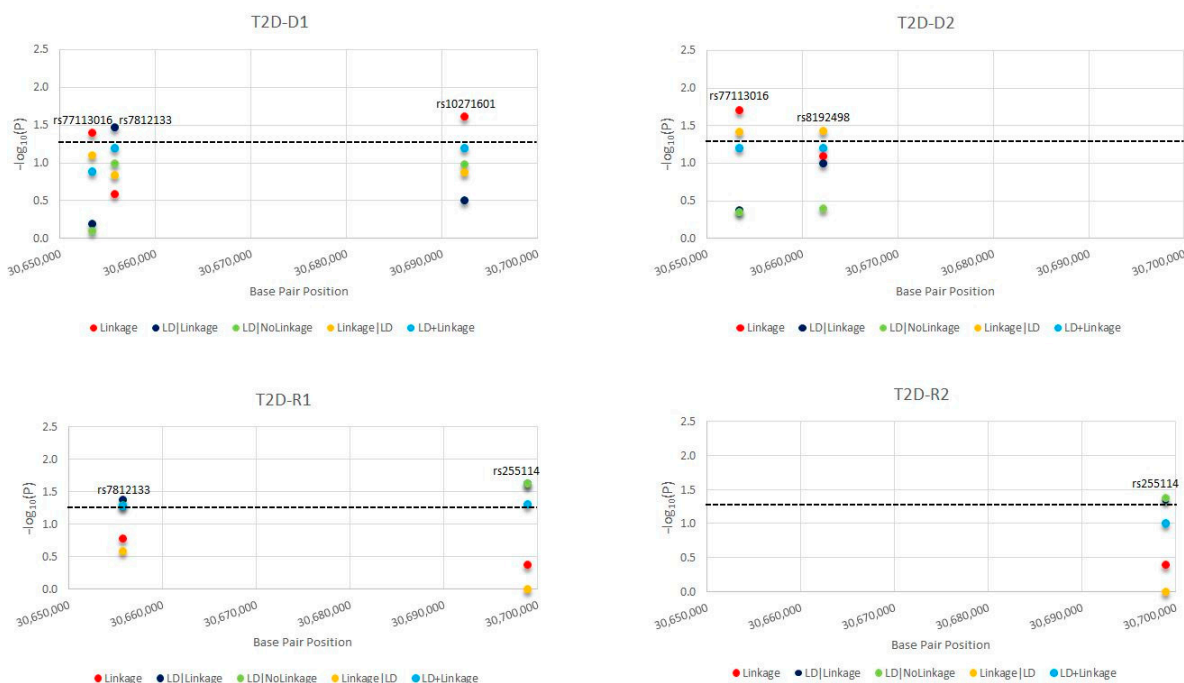 T2D-D1
2.5
2.0
1.5
1.0
0.5
0.0
−log10(P)
rs77113016
rs7812133
rs10271601
30,650,000
30,660,000
30,670,000
30,680,000
30,690,000
30,700,000
Base Pair Position
Linkage LD|Linkage LD|NoLinkage Linkage|LD LD+Linkage
T2D-D2
2.5
2.0
1.5
1.0
0.5
0.0
−log10(P)
rs77113016
rs8192498
30,650,000
30,660,000
30,670,000
30,680,000
30,690,000
30,700,000
Base Pair Position
Linkage LD|Linkage LD|NoLinkage Linkage|LD LD+Linkage
T2D-R1
2.5
2.0
1.5
1.0
0.5
0.0
−log10(P)
rs7812133
rs255114
30,650,000
30,660,000
30,670,000
30,680,000
30,690,000
30,700,000
Base Pair Position
Linkage LD|Linkage LD|NoLinkage Linkage|LD LD+Linkage
T2D-R2
2.5
2.0
1.5
1.0
0.5
0.0
−log10(P)
rs255114
30,650,000
30,660,000
30,670,000
30,680,000
30,690,000
30,700,000
Base Pair Position
Linkage LD|Linkage LD|NoLinkage Linkage|LD LD+Linkage